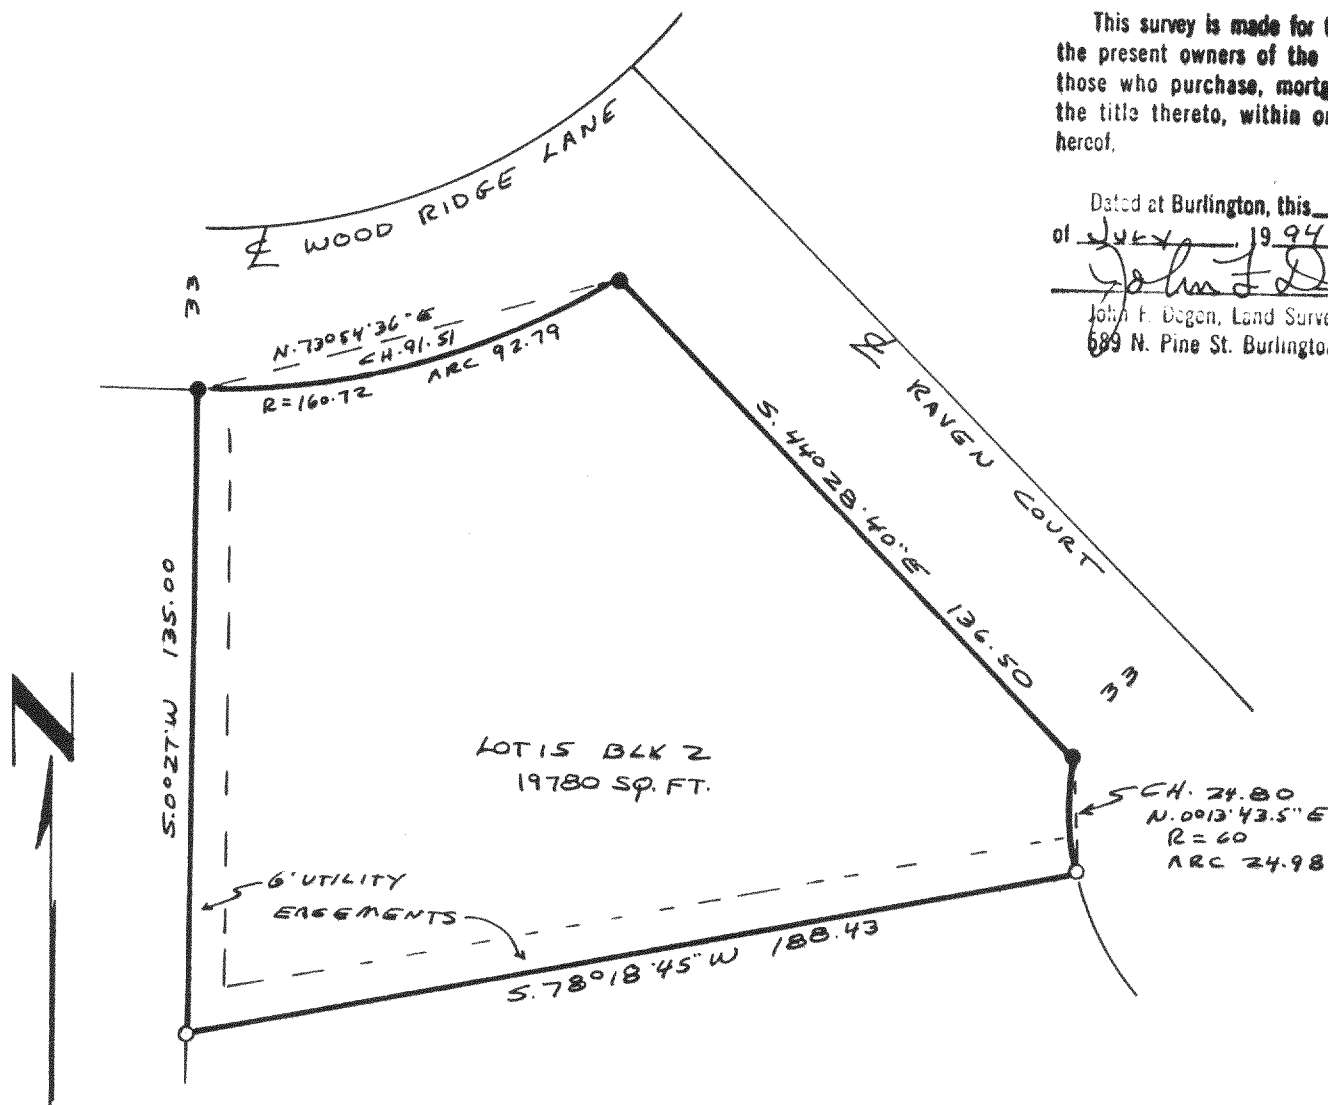 This survey is made for t
the present owners of the
those who purchase, mortg
the title thereto, within or
hereof.
Dated at Burlington, this
of July, 1994
John F. D
John F. Degen, Land Surve
689 N. Pine St. Burlington
℄ WOOD RIDGE LANE
33
N.73°54'36"E
CH.91.51
R=160.72
ARC 92.79
℄ RAVEN COURT
S.44°28'40"E 136.50
33
S.0°27'W 135.00
N
LOT 15 BLK 2
19780 SQ.FT.
CH. 24.80
N.0°13'43.5"E
R=60
ARC 24.98
6' UTILITY
EASEMENTS
S.78°18'45"W 188.43